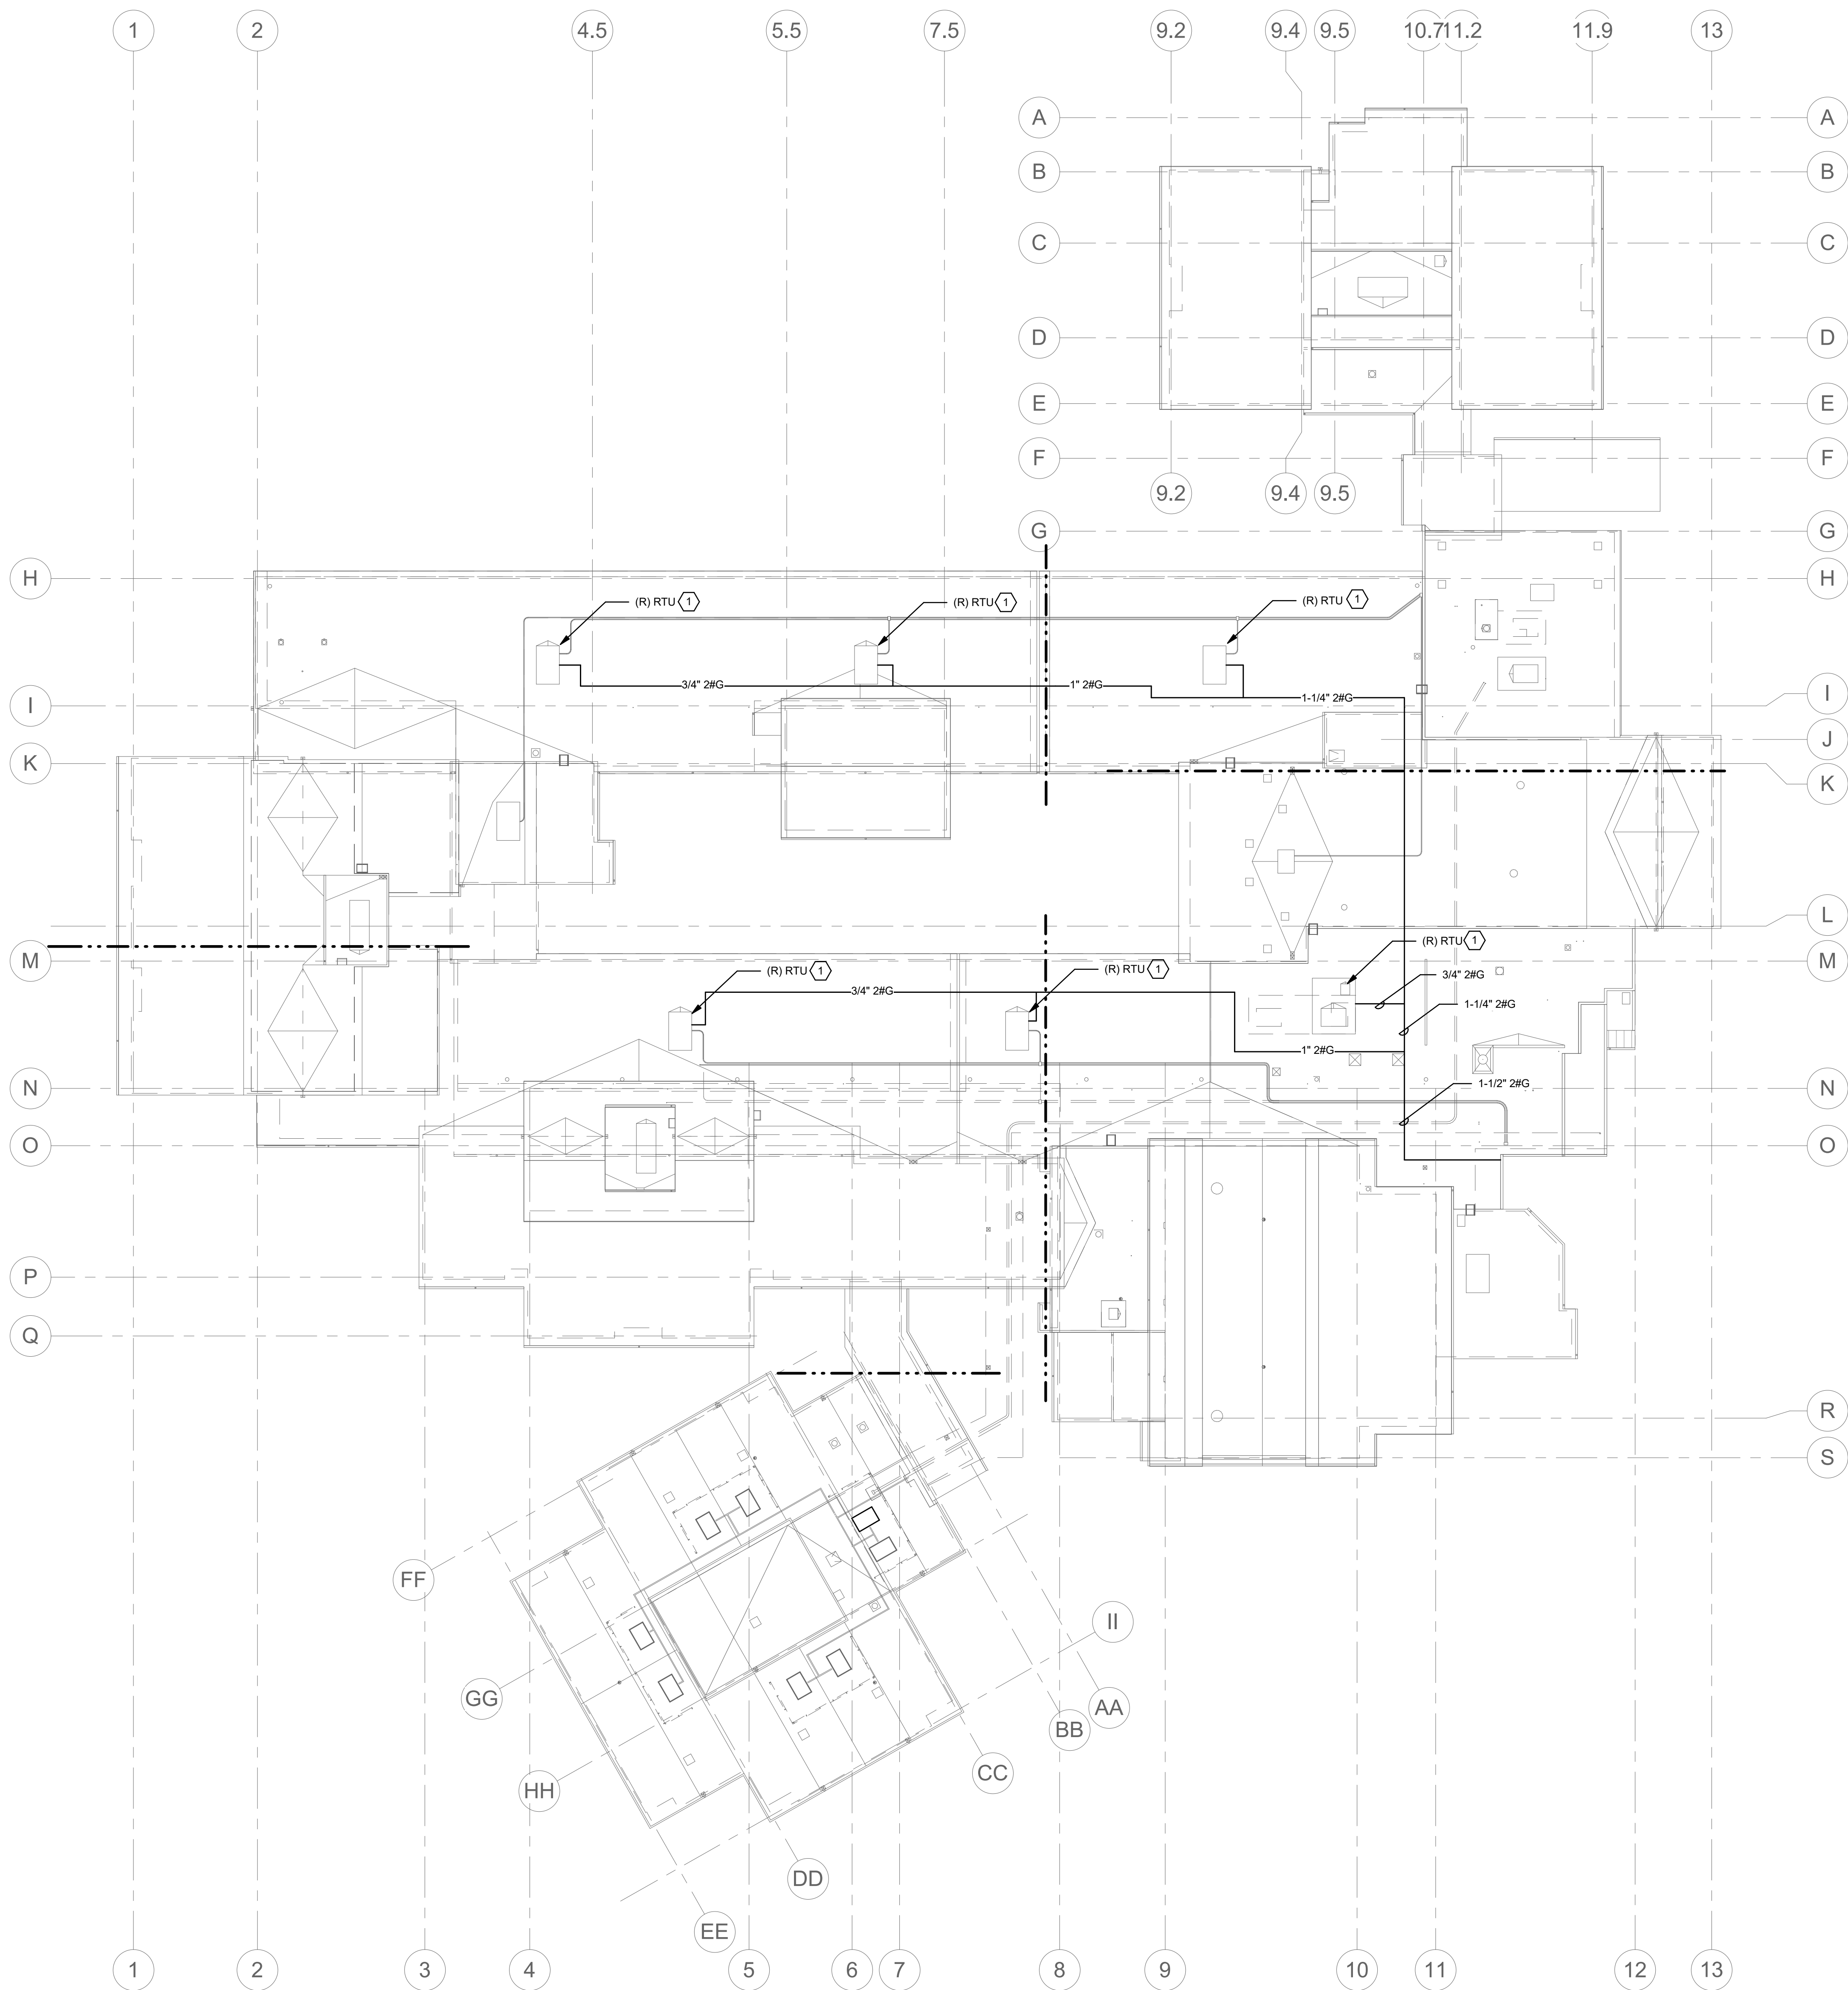 1 2 4.5 5.5 7.5 9.2 9.4 9.5 10.7 11.2 11.9 13
A A
B B
C C
D D
E E
F F
9.2 9.4 9.5
G G
H H
(R) RTU 1 (R) RTU 1 (R) RTU 1
3/4" 2#G 1" 2#G
1-1/4" 2#G
I I
J
K K
L
(R) RTU 1
M M
(R) RTU 1 (R) RTU 1
3/4" 2#G
3/4" 2#G
1-1/4" 2#G
1" 2#G
1-1/2" 2#G
N N
O O
P
Q
R
S
FF
II
GG
AA
BB
CC
HH
DD
EE
1 2 3 4 5 6 7 8 9 10 11 12 13